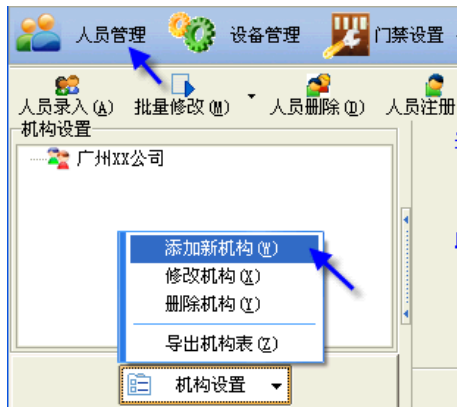 人员管理 设备管理 门禁设置
人员录入(A) 批量修改(M) 人员删除(D) 人员注册
机构设置
广州XX公司
添加新机构(W)
修改机构(X)
删除机构(Y)
导出机构表(Z)
机构设置